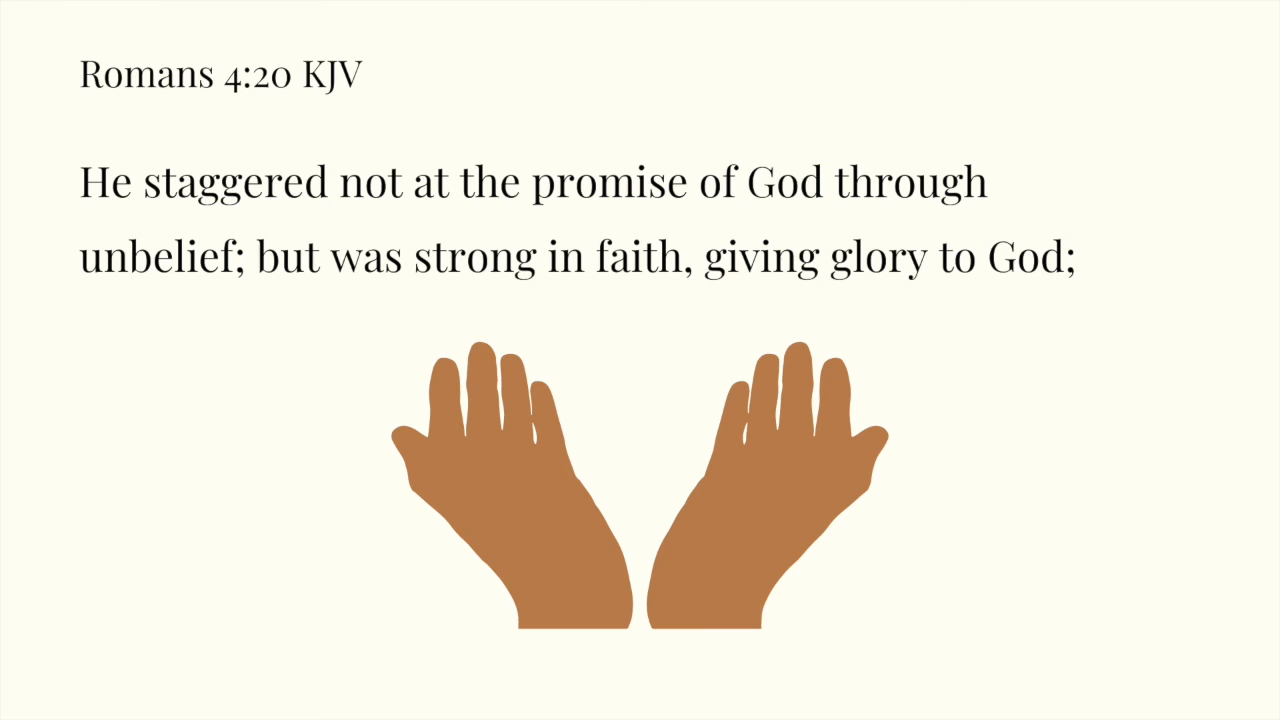 Romans 4:20 KJV
He staggered not at the promise of God through
unbelief; but was strong in faith, giving glory to God;